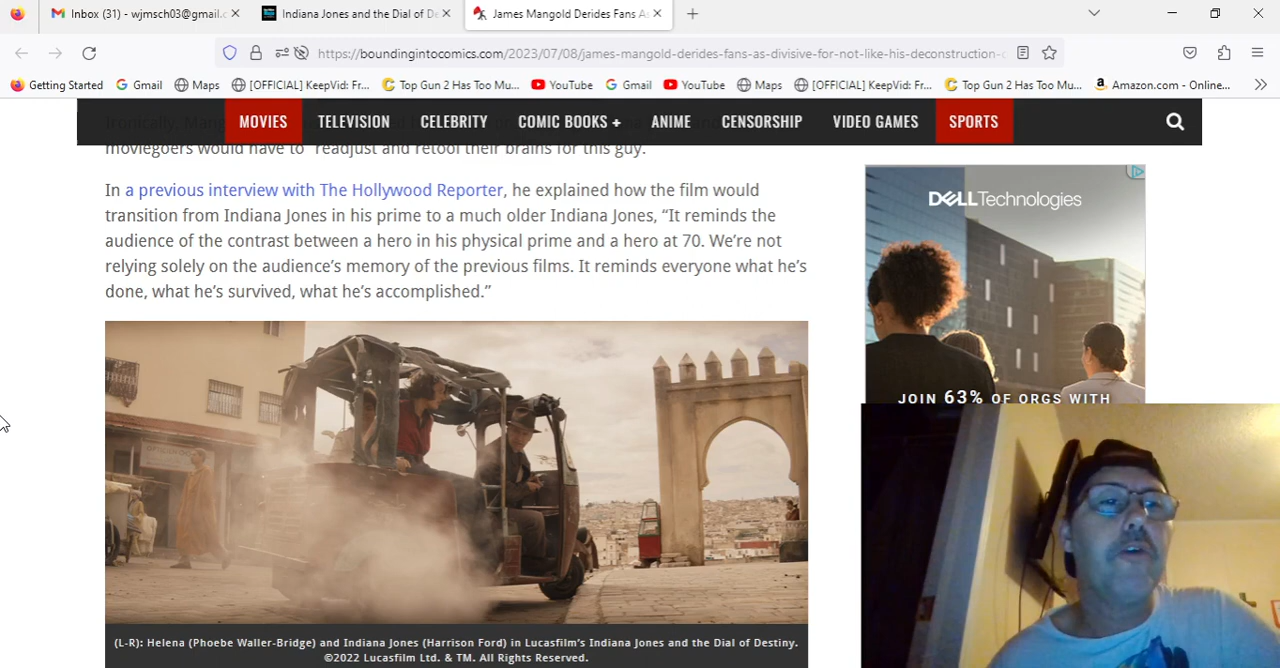 Inbox (31) - wjmsch03@gmail.c
Indiana Jones and the Dial of De
James Mangold Derides Fans A
https://boundingintocomics.com/2023/07/08/james-mangold-derides-fans-as-divisive-for-not-like-his-deconstruction-c
Getting Started
Gmail
Maps
[OFFICIAL] KeepVid: Fr...
Top Gun 2 Has Too Mu...
YouTube
Gmail
YouTube
Maps
[OFFICIAL] KeepVid: Fr...
Top Gun 2 Has Too Mu...
Amazon.com - Online...
MOVIES
TELEVISION
CELEBRITY
COMIC BOOKS +
ANIME
CENSORSHIP
VIDEO GAMES
SPORTS
moviegoers would have to “readjust and retool their brains for this guy.”
In a previous interview with The Hollywood Reporter, he explained how the film would
transition from Indiana Jones in his prime to a much older Indiana Jones, “It reminds the
audience of the contrast between a hero in his physical prime and a hero at 70. We’re not
relying solely on the audience’s memory of the previous films. It reminds everyone what he’s
done, what he’s survived, what he’s accomplished.”
DELLTechnologies
JOIN 63% OF ORGS WITH
(L-R): Helena (Phoebe Waller-Bridge) and Indiana Jones (Harrison Ford) in Lucasfilm’s Indiana Jones and the Dial of Destiny.
©2022 Lucasfilm Ltd. & TM. All Rights Reserved.